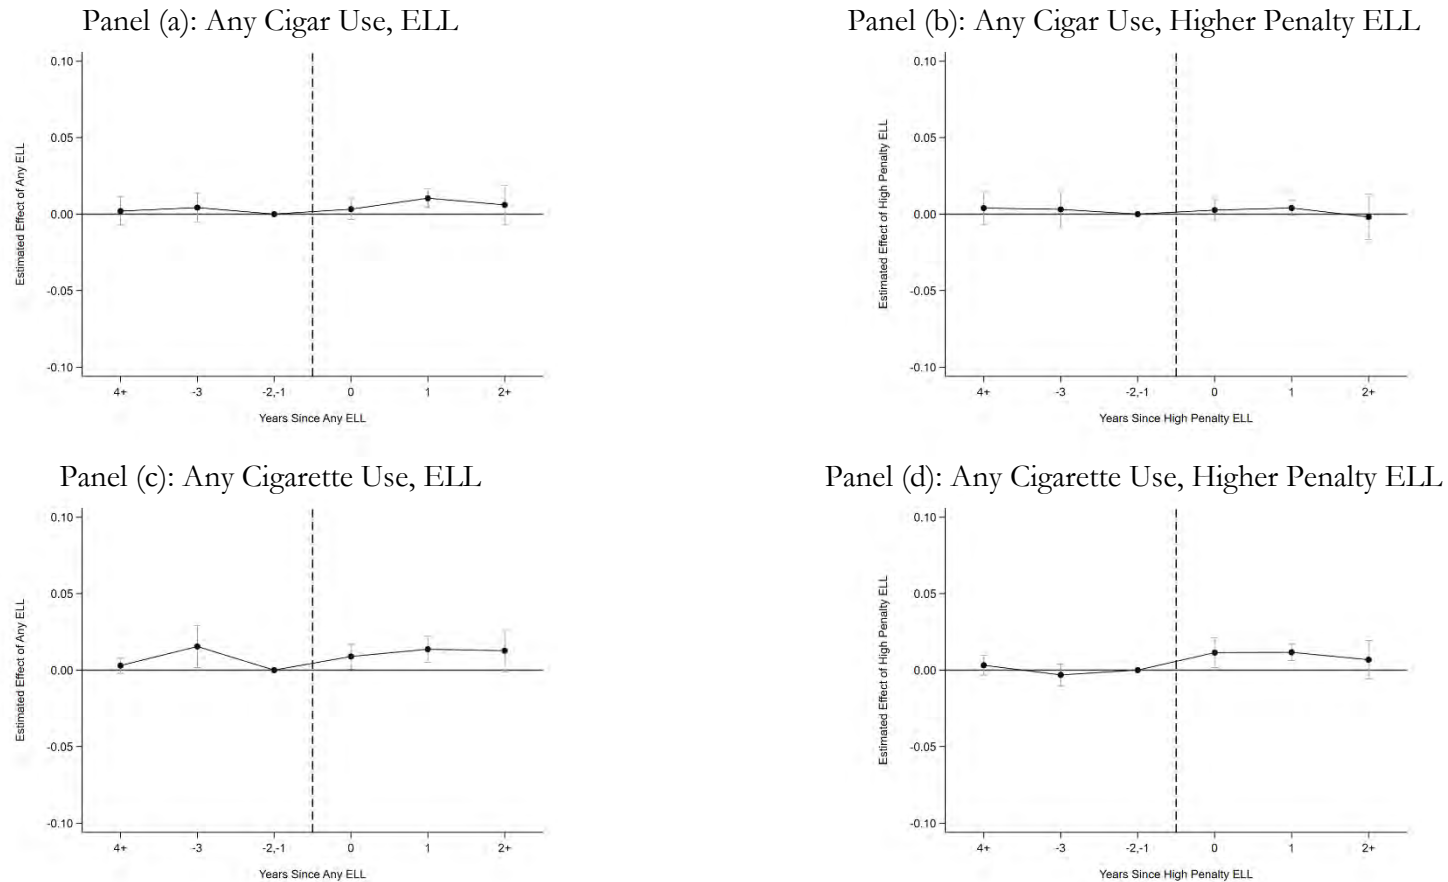 Panel (a): Any Cigar Use, ELL
Estimated Effect of Any ELL
0.10
0.05
0.00
-0.05
-0.10
4+ -3 -2,-1 0 1 2+
Years Since Any ELL
Panel (b): Any Cigar Use, Higher Penalty ELL
Estimated Effect of High Penalty ELL
0.10
0.05
0.00
-0.05
-0.10
4+ -3 -2,-1 0 1 2+
Years Since High Penalty ELL
Panel (c): Any Cigarette Use, ELL
Estimated Effect of Any ELL
0.10
0.05
0.00
-0.05
-0.10
4+ -3 -2,-1 0 1 2+
Years Since Any ELL
Panel (d): Any Cigarette Use, Higher Penalty ELL
Estimated Effect of High Penalty ELL
0.10
0.05
0.00
-0.05
-0.10
4+ -3 -2,-1 0 1 2+
Years Since High Penalty ELL